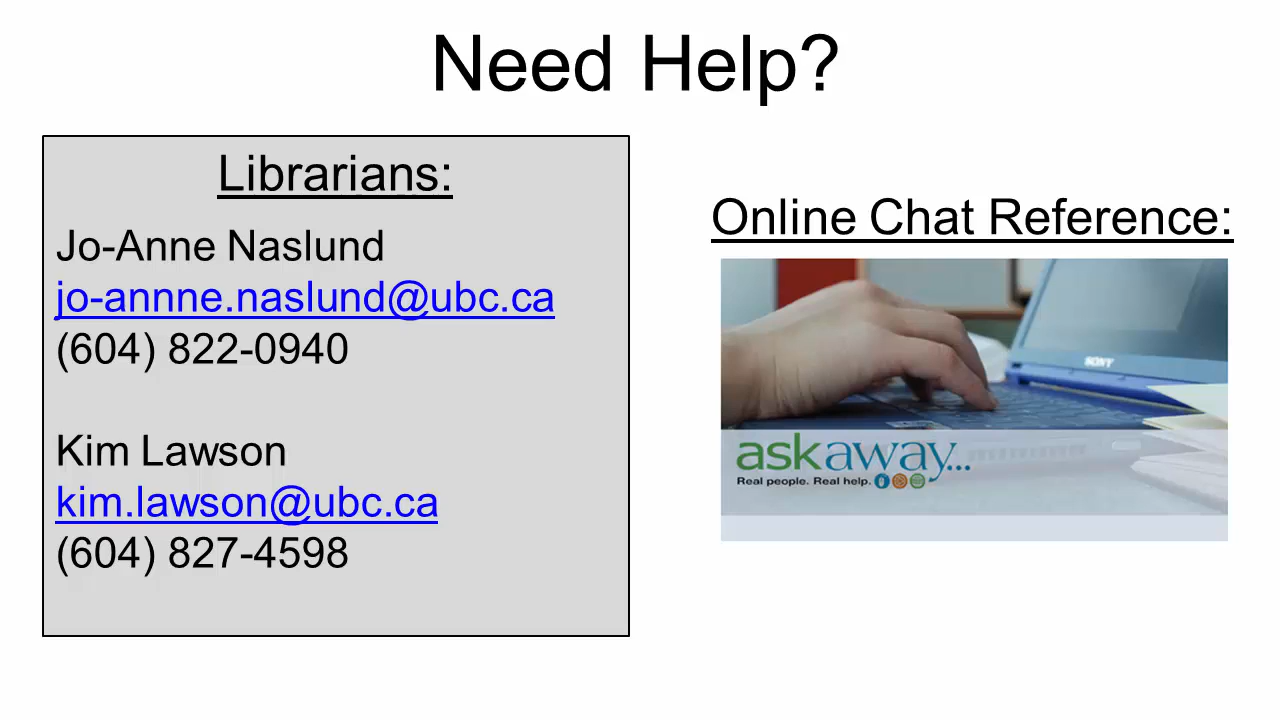 Need Help?
Librarians:
Jo-Anne Naslund
jo-annne.naslund@ubc.ca
(604) 822-0940
Kim Lawson
kim.lawson@ubc.ca
(604) 827-4598
Online Chat Reference:
SONY
askaway...
Real people. Real help.